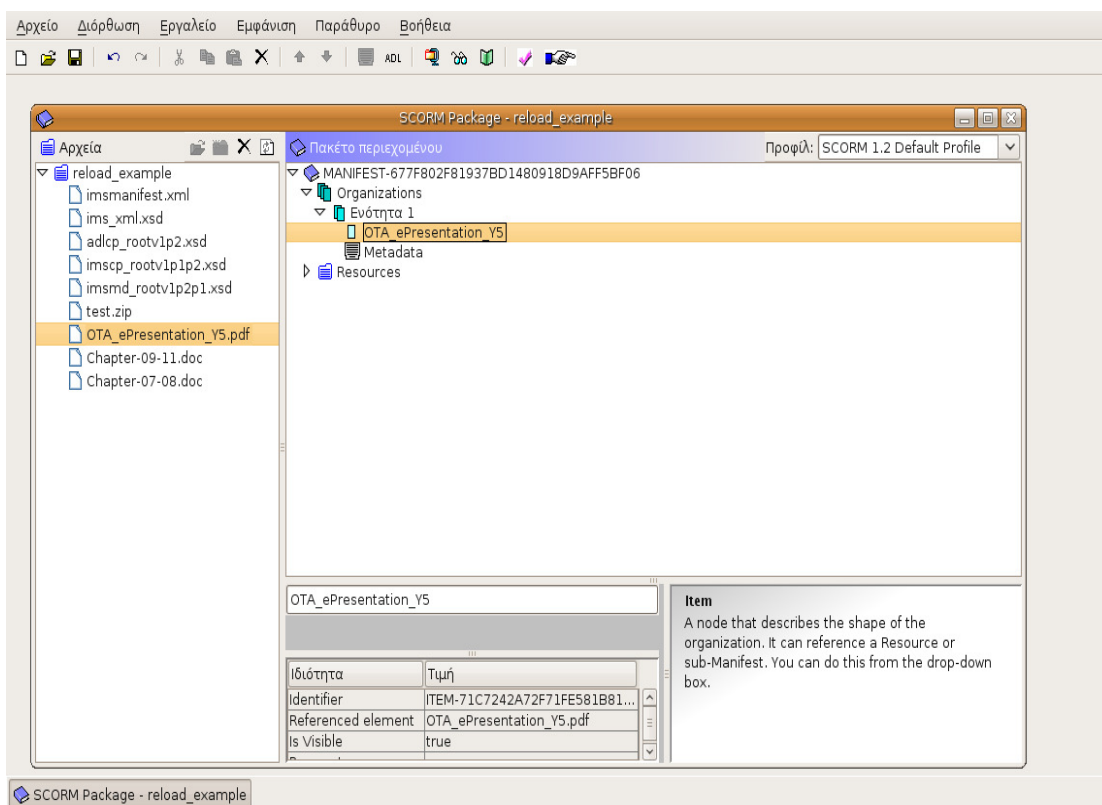 Αρχείο Διόρθωση Εργαλείο Εμφάνιση Παράθυρο Βοήθεια
ADL
SCORM Package - reload_example
Αρχεία
Πακέτο περιεχομένου
Προφίλ: SCORM 1.2 Default Profile
reload_example
imsmanifest.xml
ims_xml.xsd
adlcp_rootv1p2.xsd
imscp_rootv1p1p2.xsd
imsmd_rootv1p2p1.xsd
test.zip
OTA_ePresentation_Y5.pdf
Chapter-09-11.doc
Chapter-07-08.doc
MANIFEST-677F802F81937BD1480918D9AFF5BF06
Organizations
Ενότητα 1
OTA_ePresentation_Y5
Metadata
Resources
OTA_ePresentation_Y5
Ιδιότητα Τιμή
Identifier ITEM-71C7242A72F71FE581B81...
Referenced element OTA_ePresentation_Y5.pdf
Is Visible true
Item
A node that describes the shape of the
organization. It can reference a Resource or
sub-Manifest. You can do this from the drop-down
box.
SCORM Package - reload_example